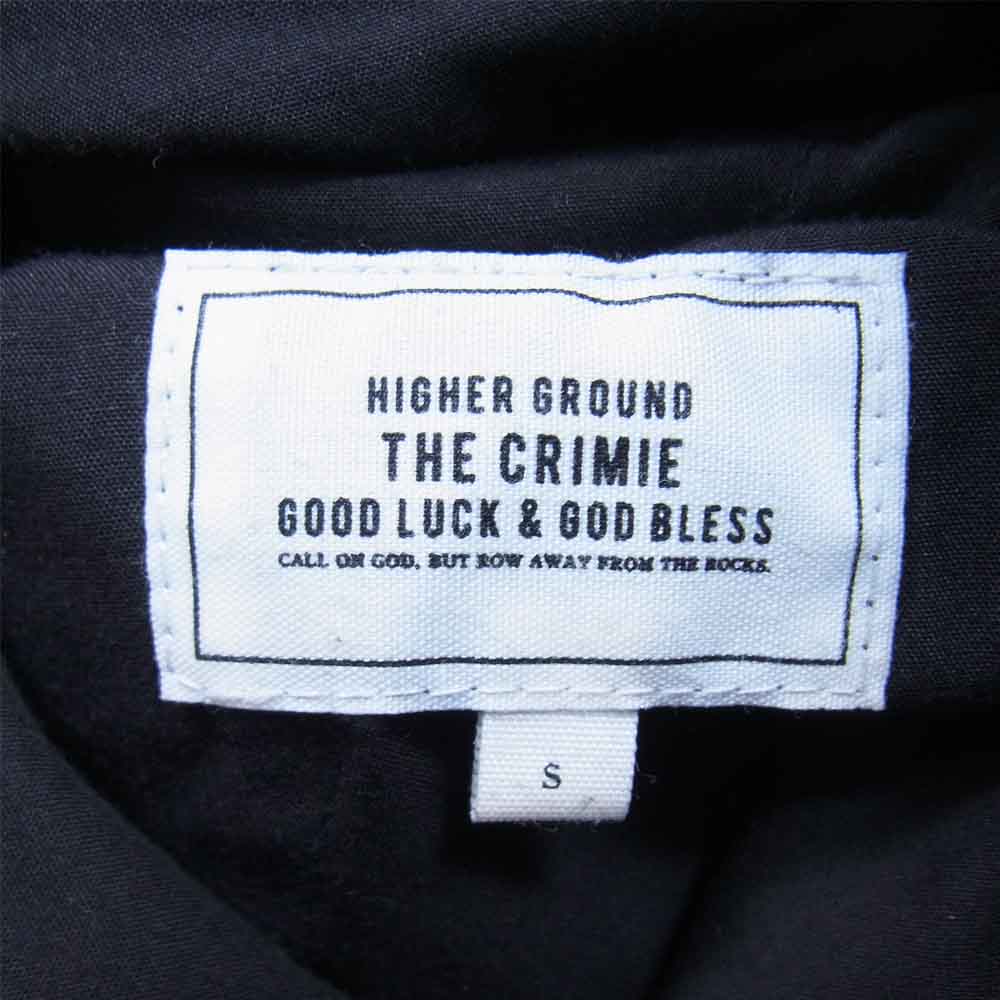 HIGHER GROUND
THE CRIMIE
GOOD LUCK & GOD BLESS
CALL ON GOD, BUT ROW AWAY FROM THE ROCKS.
S